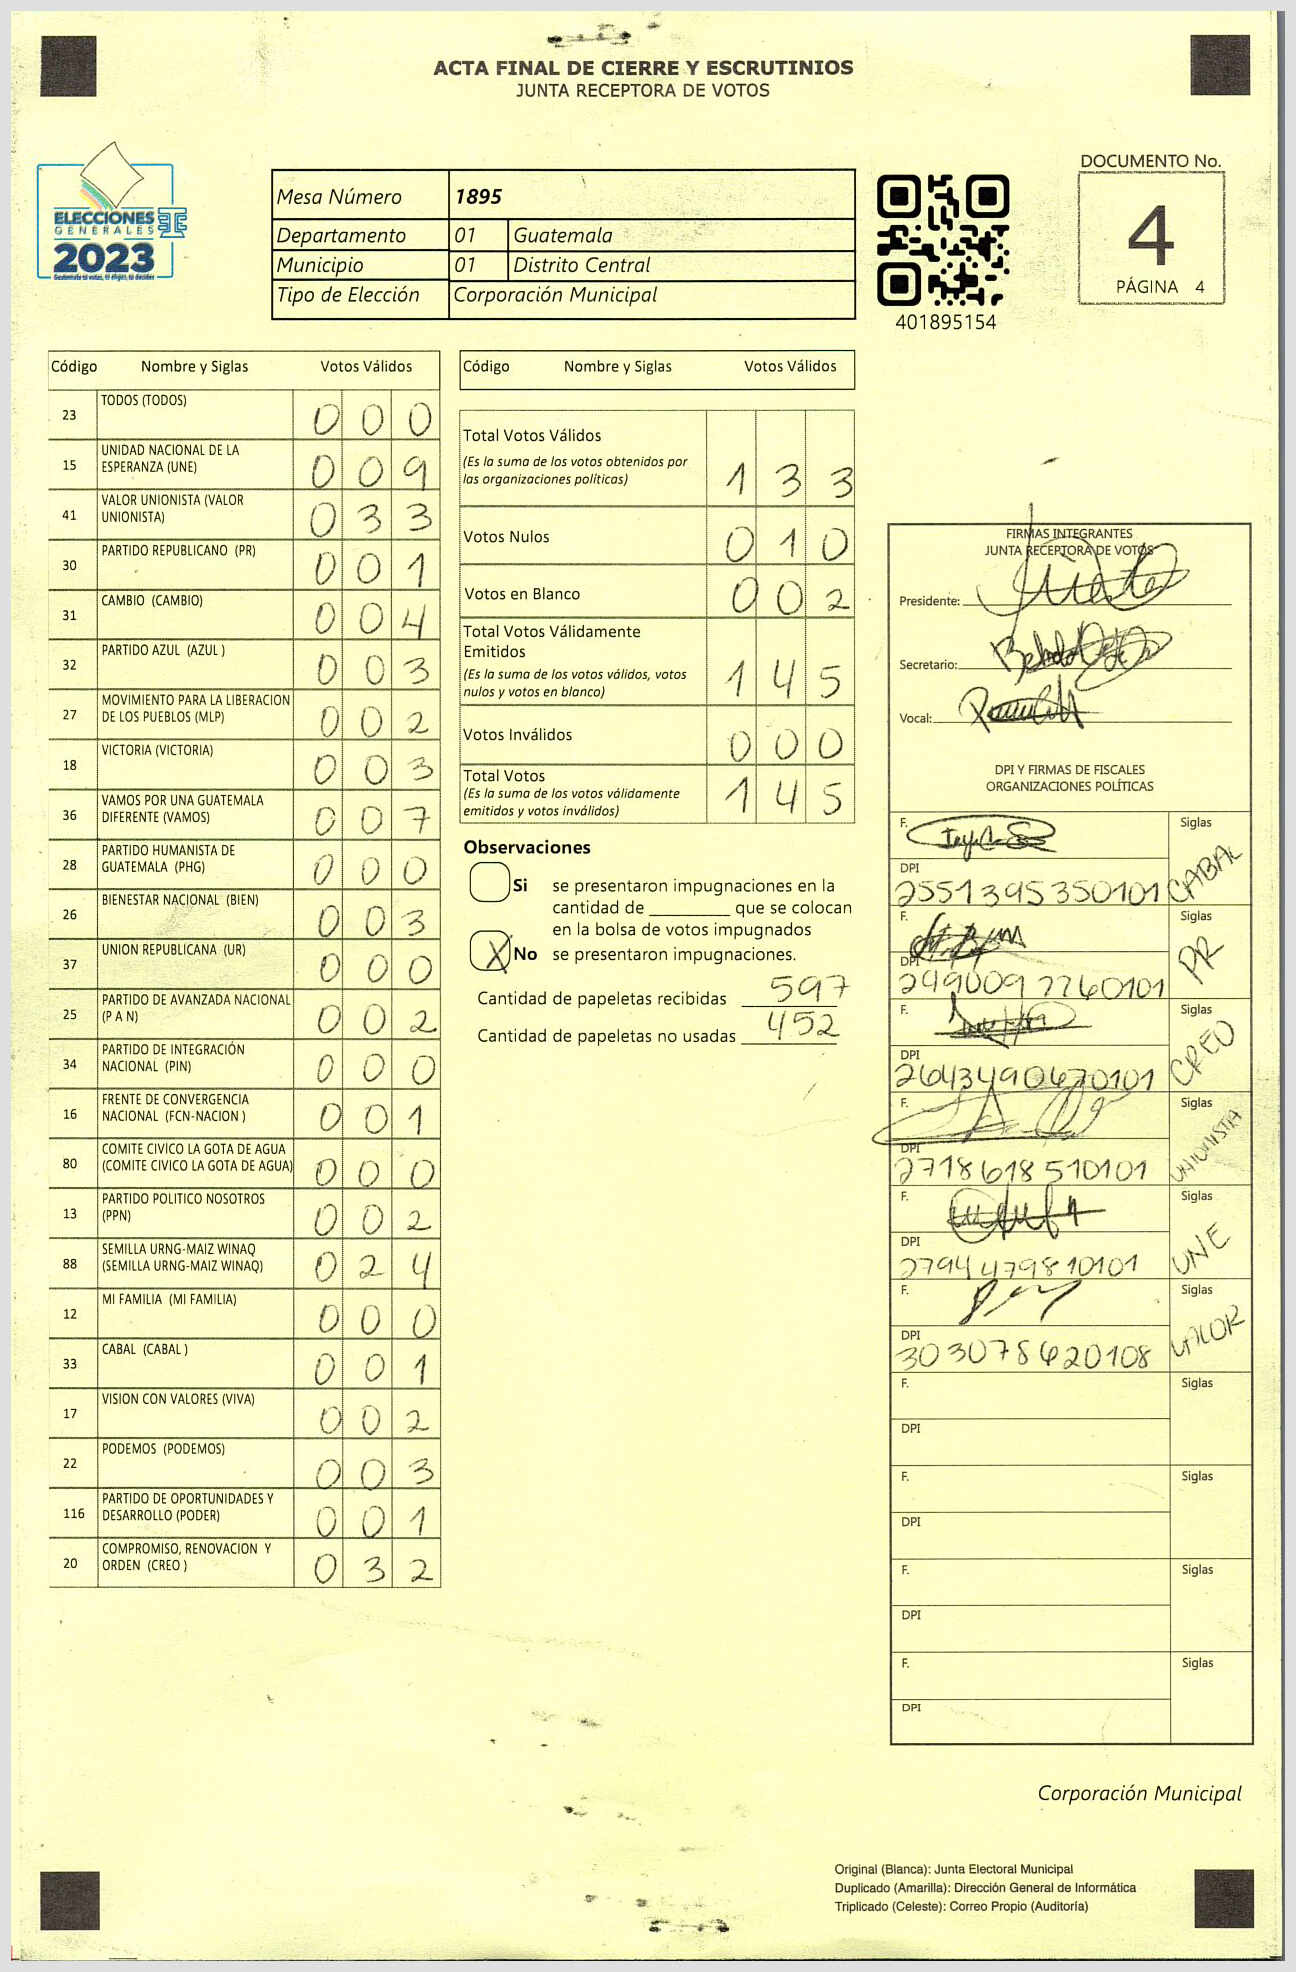 ACTA FINAL DE CIERRE Y ESCRUTINIOS
JUNTA RECEPTORA DE VOTOS
ELECCIONES
GENERALES
2023
Guatemala tú votas, tú eliges, tú decides
Mesa Número 1895
Departamento 01 Guatemala
Municipio 01 Distrito Central
Tipo de Elección Corporación Municipal
401895154
DOCUMENTO No.
4
PÁGINA 4
Código Nombre y Siglas Votos Válidos
23 TODOS (TODOS) 0 0 0
15 UNIDAD NACIONAL DE LA
ESPERANZA (UNE) 0 0 9
41 VALOR UNIONISTA (VALOR
UNIONISTA) 0 3 3
30 PARTIDO REPUBLICANO (PR) 0 0 1
31 CAMBIO (CAMBIO) 0 0 4
32 PARTIDO AZUL (AZUL ) 0 0 3
27 MOVIMIENTO PARA LA LIBERACION
DE LOS PUEBLOS (MLP) 0 0 2
18 VICTORIA (VICTORIA) 0 0 3
36 VAMOS POR UNA GUATEMALA
DIFERENTE (VAMOS) 0 0 7
28 PARTIDO HUMANISTA DE
GUATEMALA (PHG) 0 0 0
26 BIENESTAR NACIONAL (BIEN) 0 0 3
37 UNION REPUBLICANA (UR) 0 0 0
25 PARTIDO DE AVANZADA NACIONAL
(P A N) 0 0 2
34 PARTIDO DE INTEGRACIÓN
NACIONAL (PIN) 0 0 0
16 FRENTE DE CONVERGENCIA
NACIONAL (FCN-NACION ) 0 0 1
80 COMITE CIVICO LA GOTA DE AGUA
(COMITE CIVICO LA GOTA DE AGUA) 0 0 0
13 PARTIDO POLITICO NOSOTROS
(PPN) 0 0 2
88 SEMILLA URNG-MAIZ WINAQ
(SEMILLA URNG-MAIZ WINAQ) 0 2 4
12 MI FAMILIA (MI FAMILIA) 0 0 0
33 CABAL (CABAL ) 0 0 1
17 VISION CON VALORES (VIVA) 0 0 2
22 PODEMOS (PODEMOS) 0 0 3
116 PARTIDO DE OPORTUNIDADES Y
DESARROLLO (PODER) 0 0 1
20 COMPROMISO, RENOVACION Y
ORDEN (CREO ) 0 3 2
Código Nombre y Siglas Votos Válidos
Total Votos Válidos
(Es la suma de los votos obtenidos por
las organizaciones políticas) 1 3 3
Votos Nulos 0 1 0
Votos en Blanco 0 0 2
Total Votos Válidamente
Emitidos
(Es la suma de los votos válidos, votos
nulos y votos en blanco) 1 4 5
Votos Inválidos 0 0 0
Total Votos
(Es la suma de los votos válidamente
emitidos y votos inválidos) 1 4 5
Observaciones
Si se presentaron impugnaciones en la
cantidad de ________ que se colocan
en la bolsa de votos impugnados
X No se presentaron impugnaciones.
Cantidad de papeletas recibidas 597
Cantidad de papeletas no usadas 452
FIRMAS INTEGRANTES
JUNTA RECEPTORA DE VOTOS
Presidente:
Secretario:
Vocal:
DPI Y FIRMAS DE FISCALES
ORGANIZACIONES POLÍTICAS
F. Siglas
DPI
2551395350101 CABAL
F. Siglas
DPI
2490097760101 PR
F. Siglas
DPI
2643490670101 CREO
F. Siglas
DPI
2718618510101 UNIONISTA
F. Siglas
DPI
2794479810101 UNE
F. Siglas
DPI
303078620108 VALOR
F. Siglas
DPI
F. Siglas
DPI
F. Siglas
DPI
F. Siglas
DPI
Corporación Municipal
Original (Blanca): Junta Electoral Municipal
Duplicado (Amarilla): Dirección General de Informática
Triplicado (Celeste): Correo Propio (Auditoría)